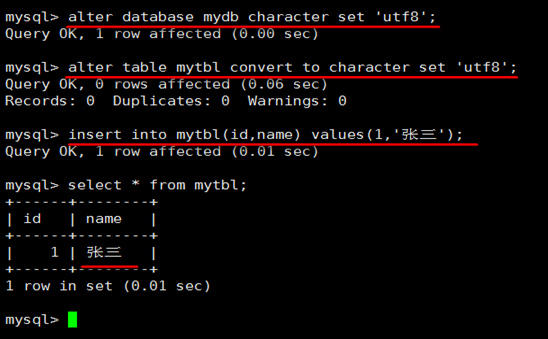 mysql> alter database mydb character set 'utf8';
Query OK, 1 row affected (0.00 sec)
mysql> alter table mytbl convert to character set 'utf8';
Query OK, 0 rows affected (0.06 sec)
Records: 0  Duplicates: 0  Warnings: 0
mysql> insert into mytbl(id,name) values(1,'张三');
Query OK, 1 row affected (0.01 sec)
mysql> select * from mytbl;
+------+--------+
| id   | name   |
+------+--------+
|    1 | 张三   |
+------+--------+
1 row in set (0.01 sec)
mysql>